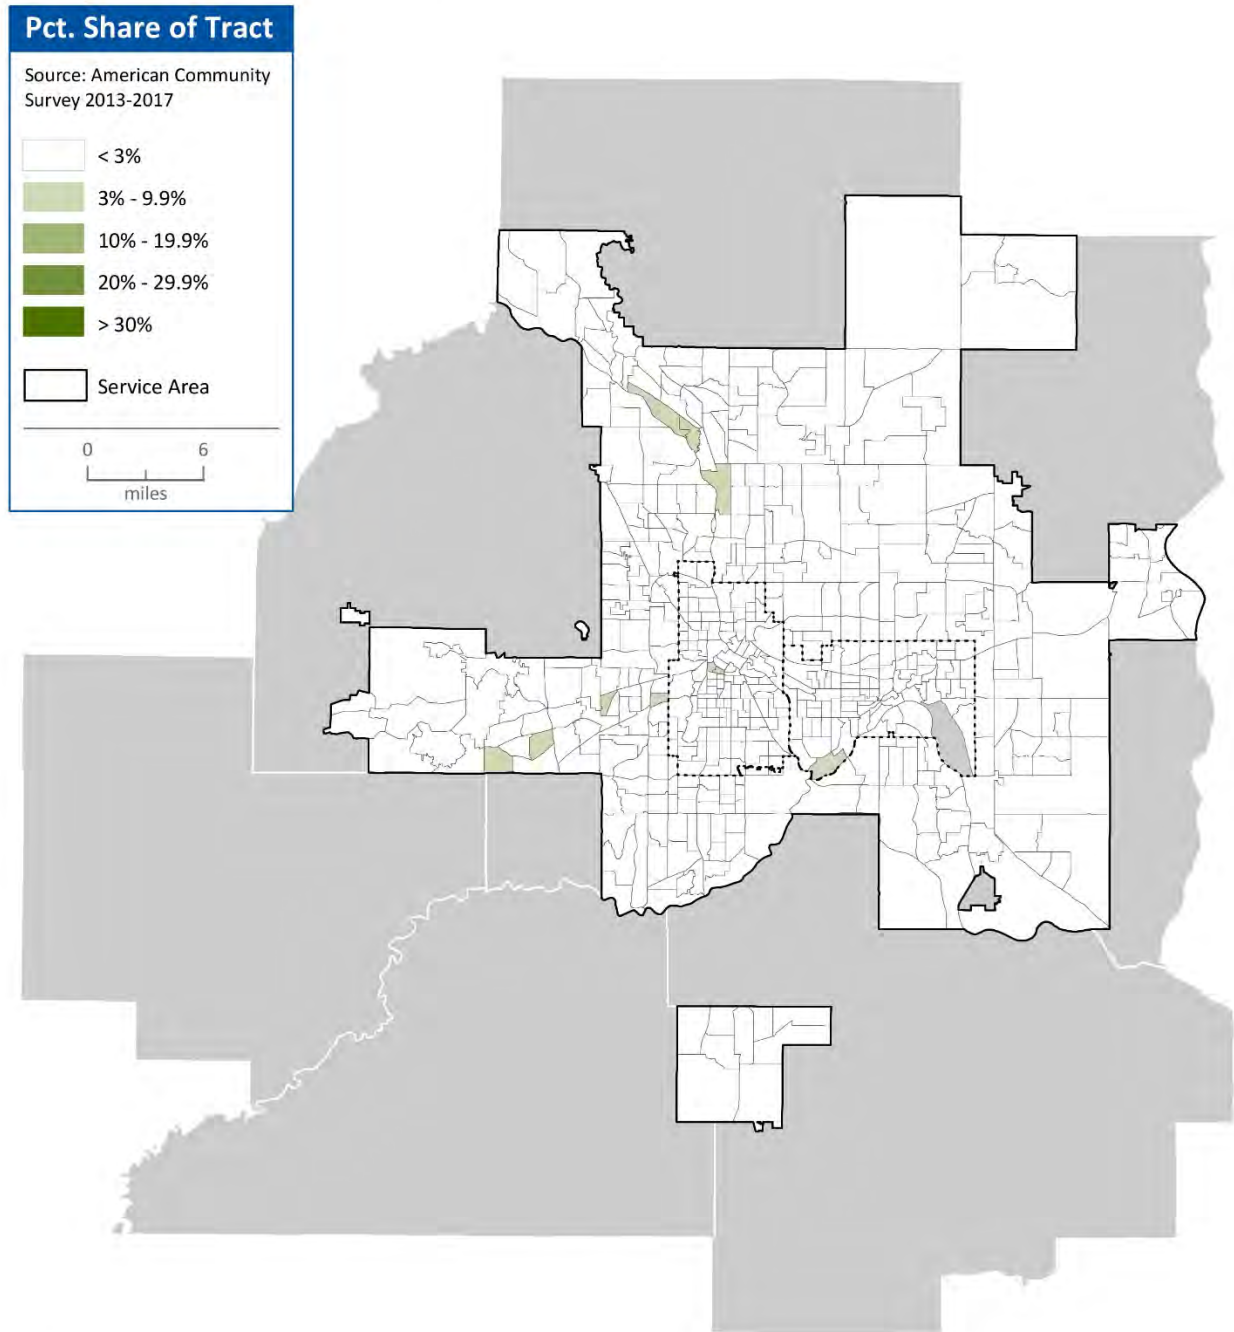 Pct. Share of Tract
Source: American Community
Survey 2013-2017
< 3%
3% - 9.9%
10% - 19.9%
20% - 29.9%
> 30%
Service Area
0 6
miles